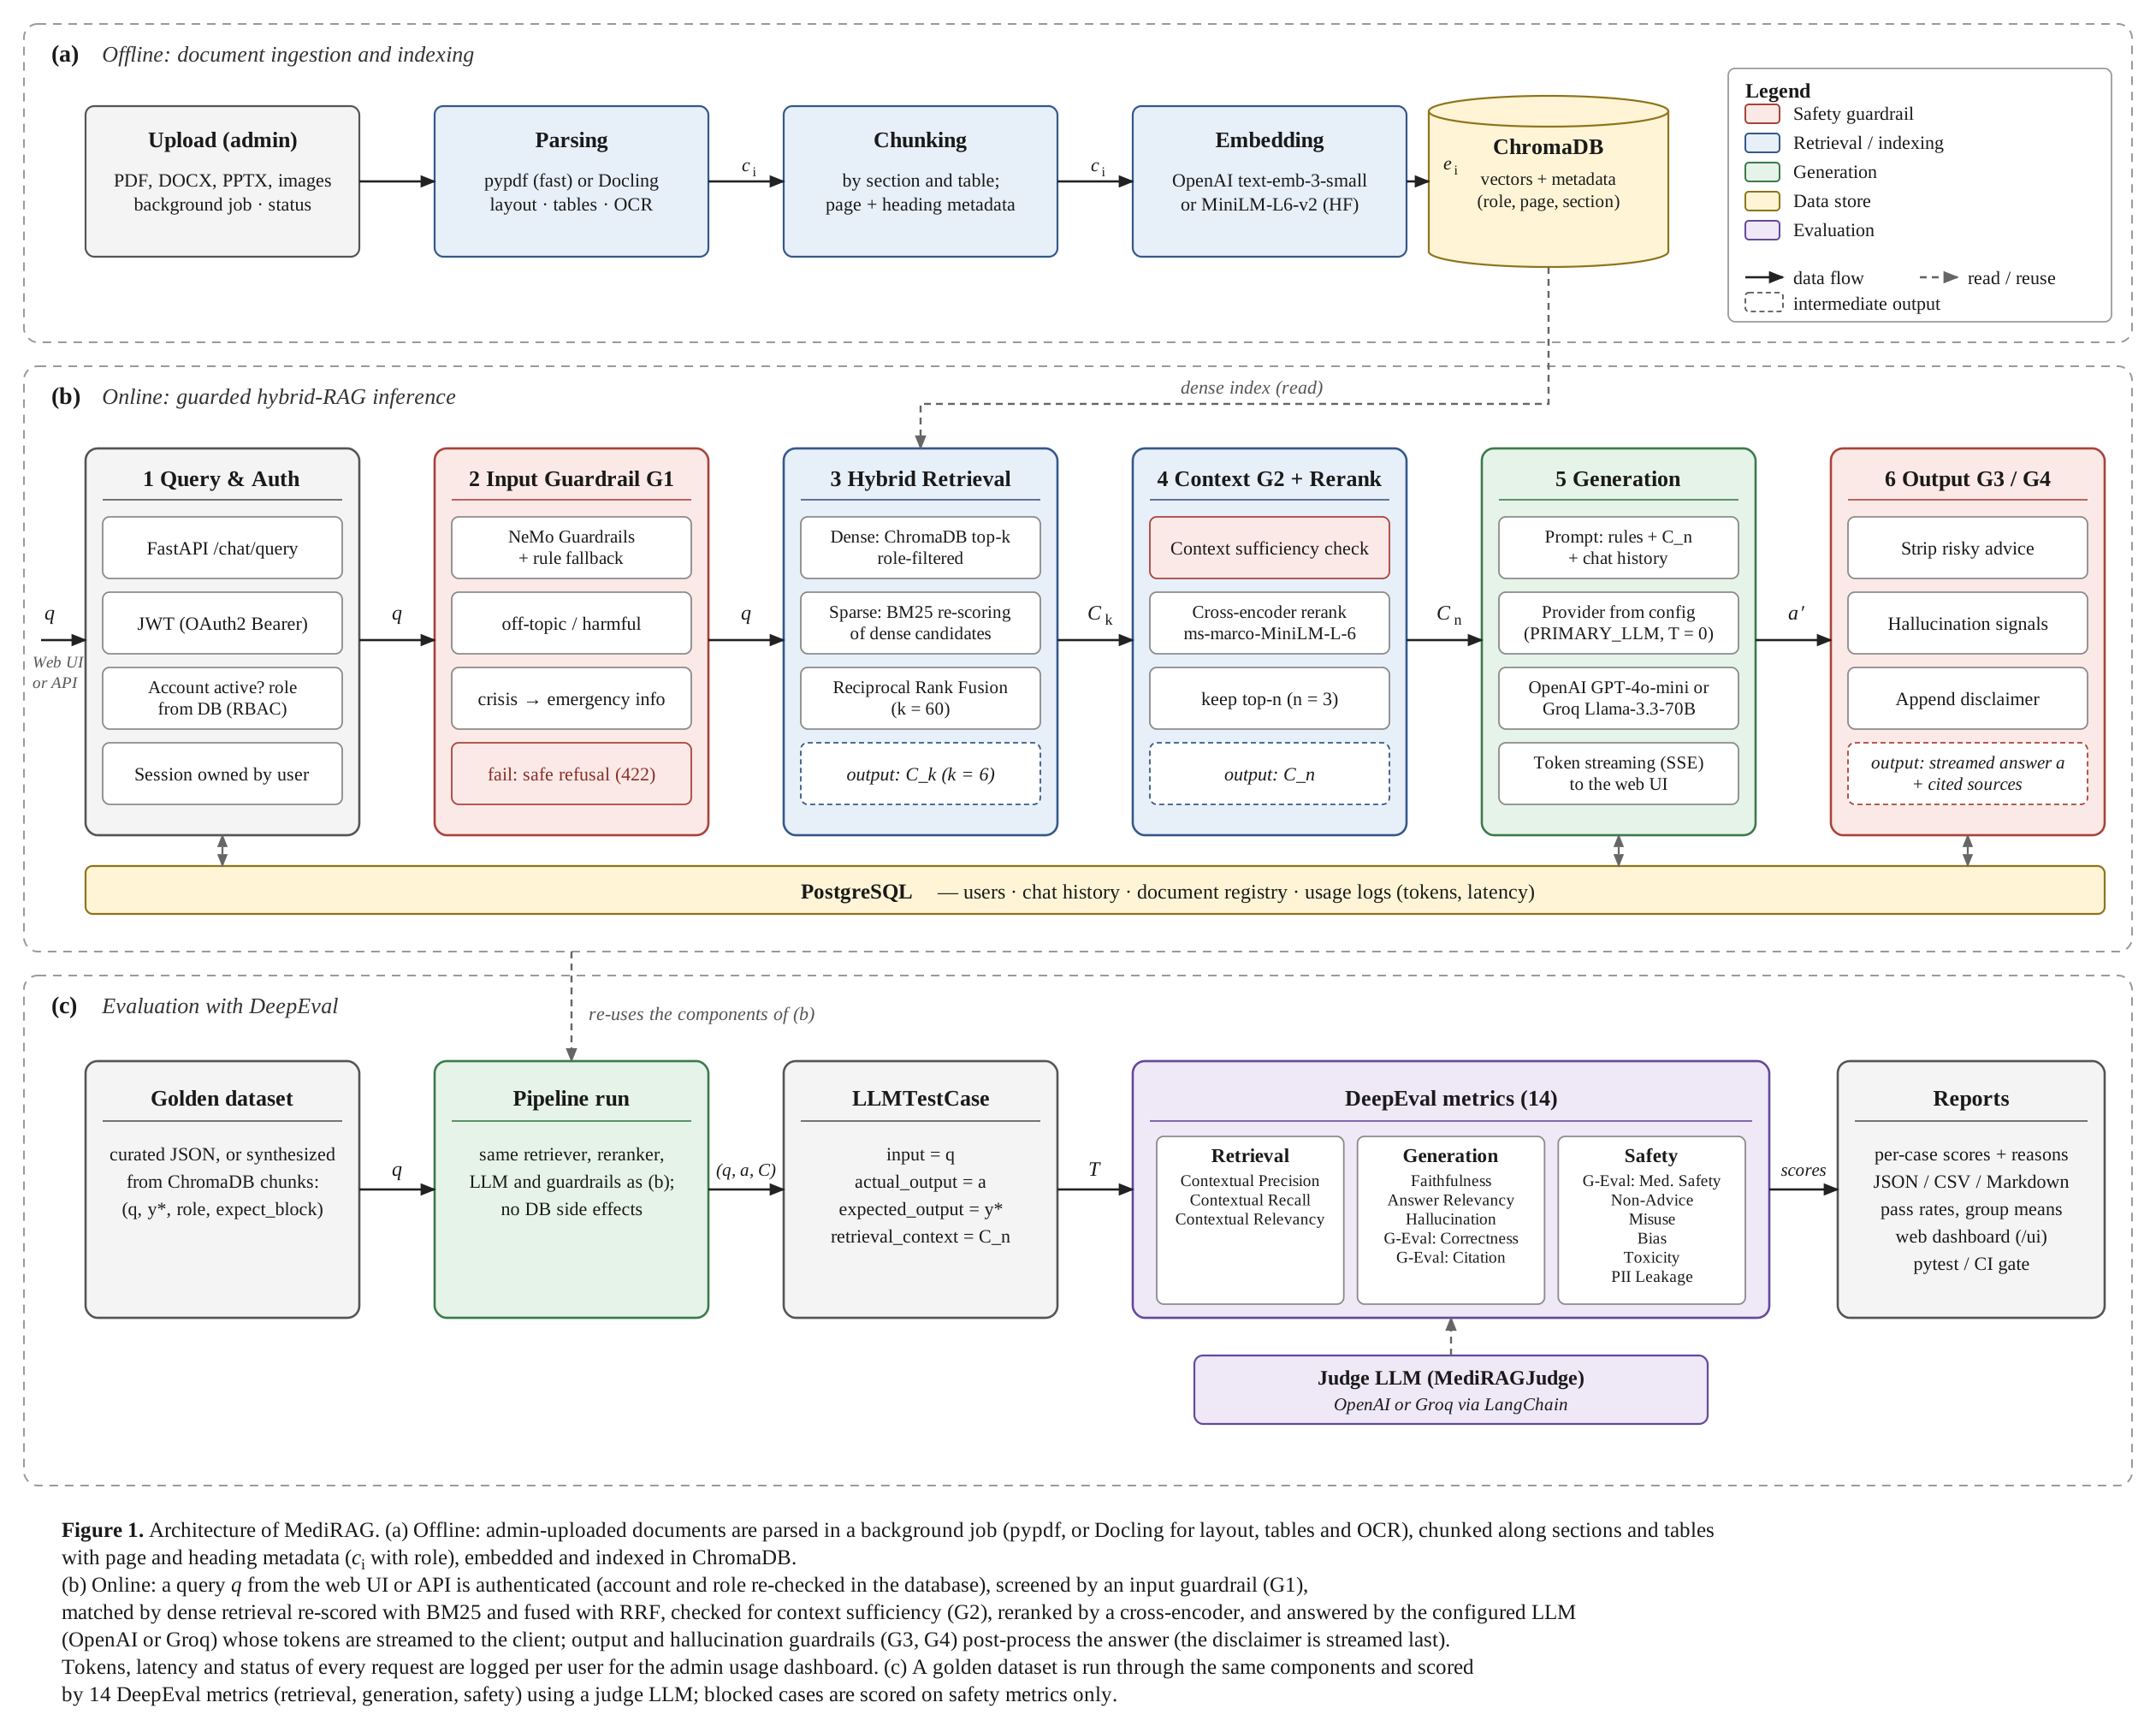 (a) Offline: document ingestion and indexing
Upload (admin)
PDF, DOCX, PPTX, images
background job · status
Parsing
pypdf (fast) or Docling
layout · tables · OCR
c i
Chunking
by section and table;
page + heading metadata
c i
Embedding
OpenAI text-emb-3-small
or MiniLM-L6-v2 (HF)
e i
ChromaDB
vectors + metadata
(role, page, section)
Legend
Safety guardrail
Retrieval / indexing
Generation
Data store
Evaluation
data flow
read / reuse
intermediate output
(b) Online: guarded hybrid-RAG inference
dense index (read)
q
Web UI
or API
1 Query & Auth
FastAPI /chat/query
JWT (OAuth2 Bearer)
Account active? role
from DB (RBAC)
Session owned by user
q
2 Input Guardrail G1
NeMo Guardrails
+ rule fallback
off-topic / harmful
crisis → emergency info
fail: safe refusal (422)
q
3 Hybrid Retrieval
Dense: ChromaDB top-k
role-filtered
Sparse: BM25 re-scoring
of dense candidates
Reciprocal Rank Fusion
(k = 60)
output: C_k (k = 6)
C k
4 Context G2 + Rerank
Context sufficiency check
Cross-encoder rerank
ms-marco-MiniLM-L-6
keep top-n (n = 3)
output: C_n
C n
5 Generation
Prompt: rules + C_n
+ chat history
Provider from config
(PRIMARY_LLM, T = 0)
OpenAI GPT-4o-mini or
Groq Llama-3.3-70B
Token streaming (SSE)
to the web UI
a′
6 Output G3 / G4
Strip risky advice
Hallucination signals
Append disclaimer
output: streamed answer a
+ cited sources
PostgreSQL — users · chat history · document registry · usage logs (tokens, latency)
(c) Evaluation with DeepEval
re-uses the components of (b)
Golden dataset
curated JSON, or synthesized
from ChromaDB chunks:
(q, y*, role, expect_block)
q
Pipeline run
same retriever, reranker,
LLM and guardrails as (b);
no DB side effects
(q, a, C)
LLMTestCase
input = q
actual_output = a
expected_output = y*
retrieval_context = C_n
T
DeepEval metrics (14)
Retrieval
Contextual Precision
Contextual Recall
Contextual Relevancy
Generation
Faithfulness
Answer Relevancy
Hallucination
G-Eval: Correctness
G-Eval: Citation
Safety
G-Eval: Med. Safety
Non-Advice
Misuse
Bias
Toxicity
PII Leakage
scores
Reports
per-case scores + reasons
JSON / CSV / Markdown
pass rates, group means
web dashboard (/ui)
pytest / CI gate
Judge LLM (MediRAGJudge)
OpenAI or Groq via LangChain
Figure 1. Architecture of MediRAG. (a) Offline: admin-uploaded documents are parsed in a background job (pypdf, or Docling for layout, tables and OCR), chunked along sections and tables
with page and heading metadata (ci with role), embedded and indexed in ChromaDB.
(b) Online: a query q from the web UI or API is authenticated (account and role re-checked in the database), screened by an input guardrail (G1),
matched by dense retrieval re-scored with BM25 and fused with RRF, checked for context sufficiency (G2), reranked by a cross-encoder, and answered by the configured LLM
(OpenAI or Groq) whose tokens are streamed to the client; output and hallucination guardrails (G3, G4) post-process the answer (the disclaimer is streamed last).
Tokens, latency and status of every request are logged per user for the admin usage dashboard. (c) A golden dataset is run through the same components and scored
by 14 DeepEval metrics (retrieval, generation, safety) using a judge LLM; blocked cases are scored on safety metrics only.